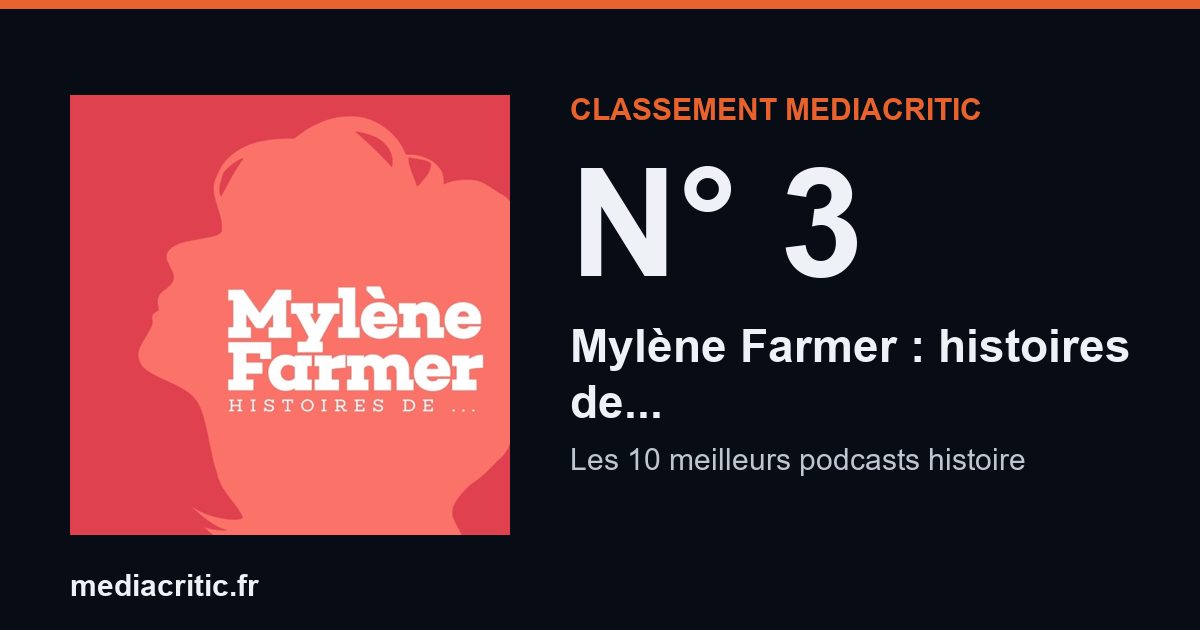 CLASSEMENT MEDIACRITIC
N° 3
Mylène Farmer : histoires
de...
Les 10 meilleurs podcasts histoire
Mylène
Farmer
HISTOIRES DE ...
mediacritic.fr